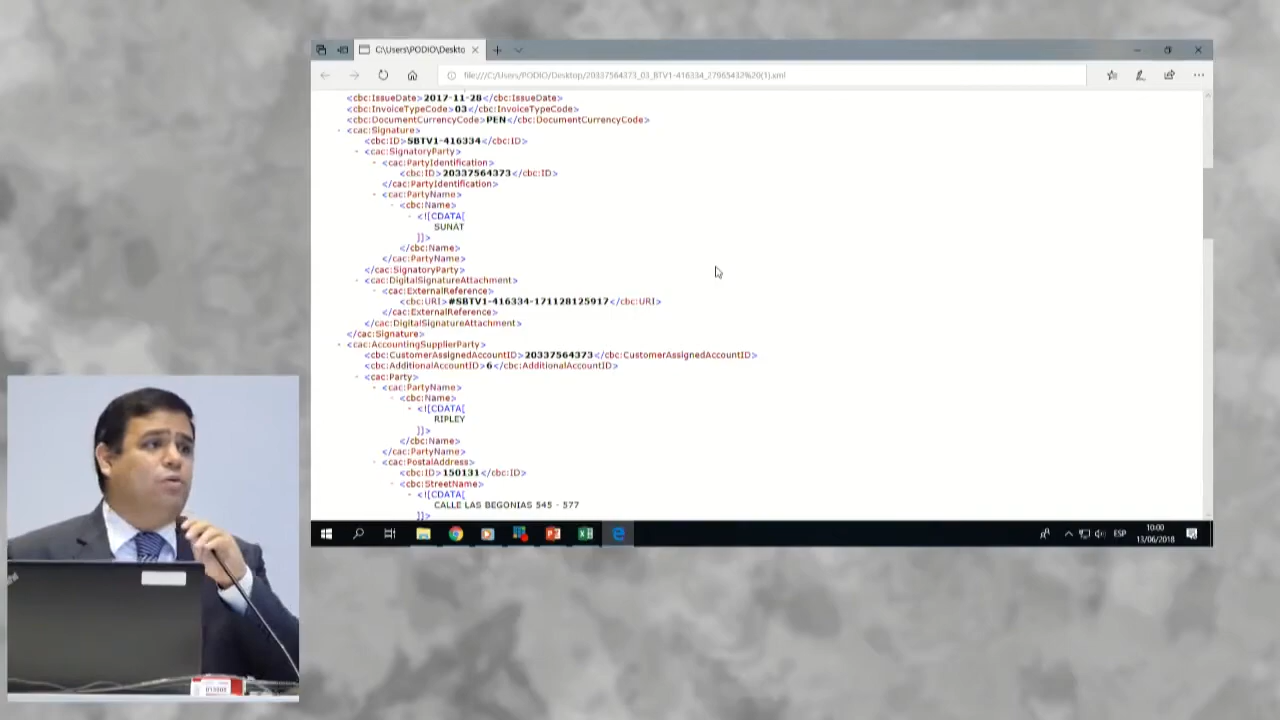 C:\Users\PODIO\Deskto
file:///C:/Users/PODIO/Desktop/20337564373_03_BTV1-416334_27965432%20(1).xml
<cbc:IssueDate>2017-11-28</cbc:IssueDate>
<cbc:InvoiceTypeCode>03</cbc:InvoiceTypeCode>
<cbc:DocumentCurrencyCode>PEN</cbc:DocumentCurrencyCode>
- <cac:Signature>
<cbc:ID>SBTV1-416334</cbc:ID>
- <cac:SignatoryParty>
- <cac:PartyIdentification>
<cbc:ID>20337564373</cbc:ID>
</cac:PartyIdentification>
- <cac:PartyName>
- <cbc:Name>
- <![CDATA[
SUNAT
]]>
</cbc:Name>
</cac:PartyName>
</cac:SignatoryParty>
- <cac:DigitalSignatureAttachment>
- <cac:ExternalReference>
<cbc:URI>#SBTV1-416334-171128125917</cbc:URI>
</cac:ExternalReference>
</cac:DigitalSignatureAttachment>
</cac:Signature>
- <cac:AccountingSupplierParty>
<cbc:CustomerAssignedAccountID>20337564373</cbc:CustomerAssignedAccountID>
<cbc:AdditionalAccountID>6</cbc:AdditionalAccountID>
- <cac:Party>
- <cac:PartyName>
- <cbc:Name>
- <![CDATA[
RIPLEY
]]>
</cbc:Name>
</cac:PartyName>
- <cac:PostalAddress>
<cbc:ID>150131</cbc:ID>
- <cbc:StreetName>
- <![CDATA[
CALLE LAS BEGONIAS 545 - 577
]]>
ESP
10:00
13/06/2018